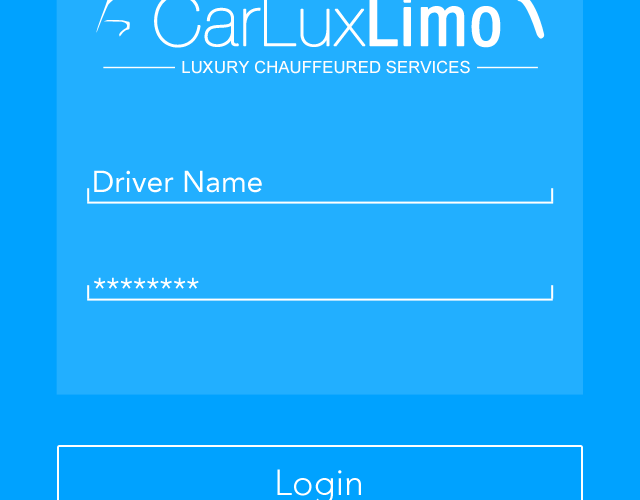 CarLuxLimo
LUXURY CHAUFFEURED SERVICES
Driver Name
********
Login